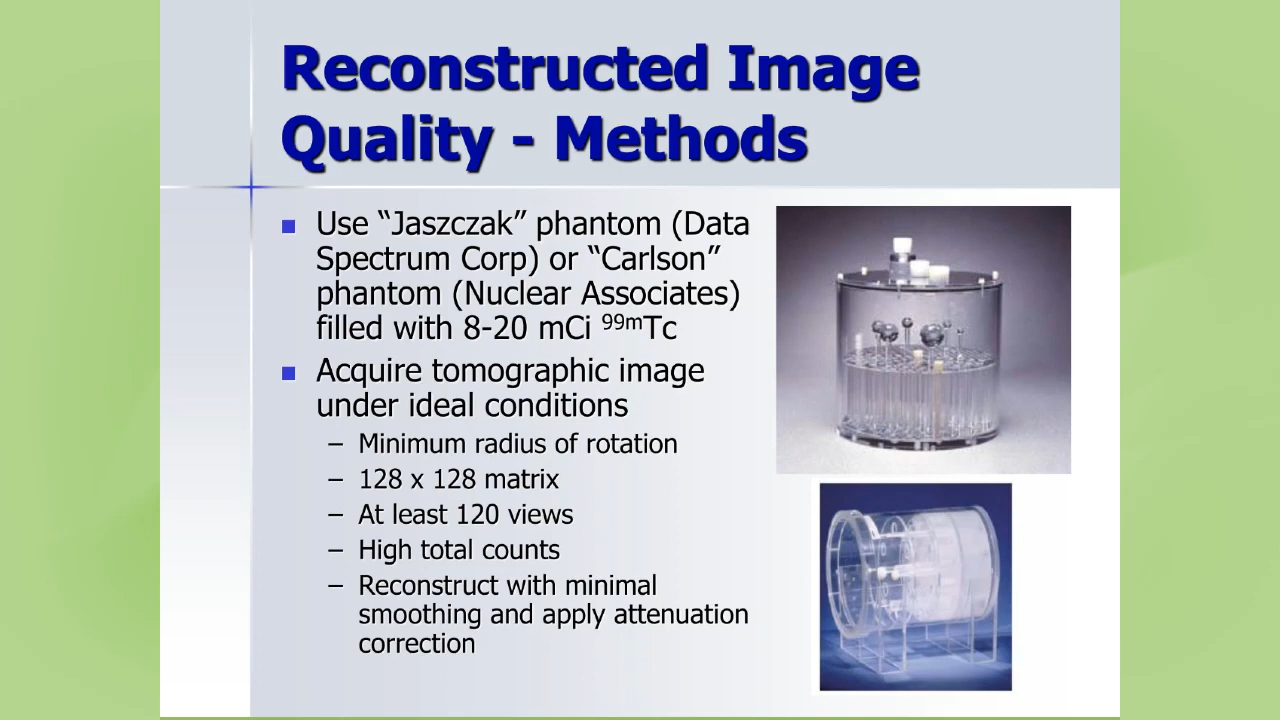 Reconstructed Image
Quality - Methods
Use “Jaszczak” phantom (Data
Spectrum Corp) or “Carlson”
phantom (Nuclear Associates)
filled with 8-20 mCi ⁹⁹ᵐTc
Acquire tomographic image
under ideal conditions
– Minimum radius of rotation
– 128 x 128 matrix
– At least 120 views
– High total counts
– Reconstruct with minimal
smoothing and apply attenuation
correction